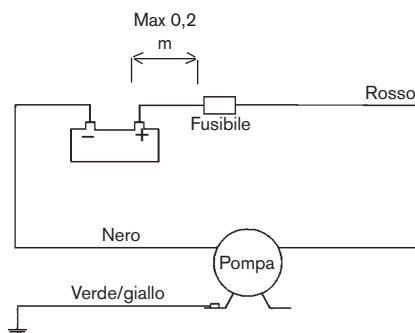 Max 0,2
m
Rosso
Fusibile
− +
Nero
Pompa
Verde/giallo